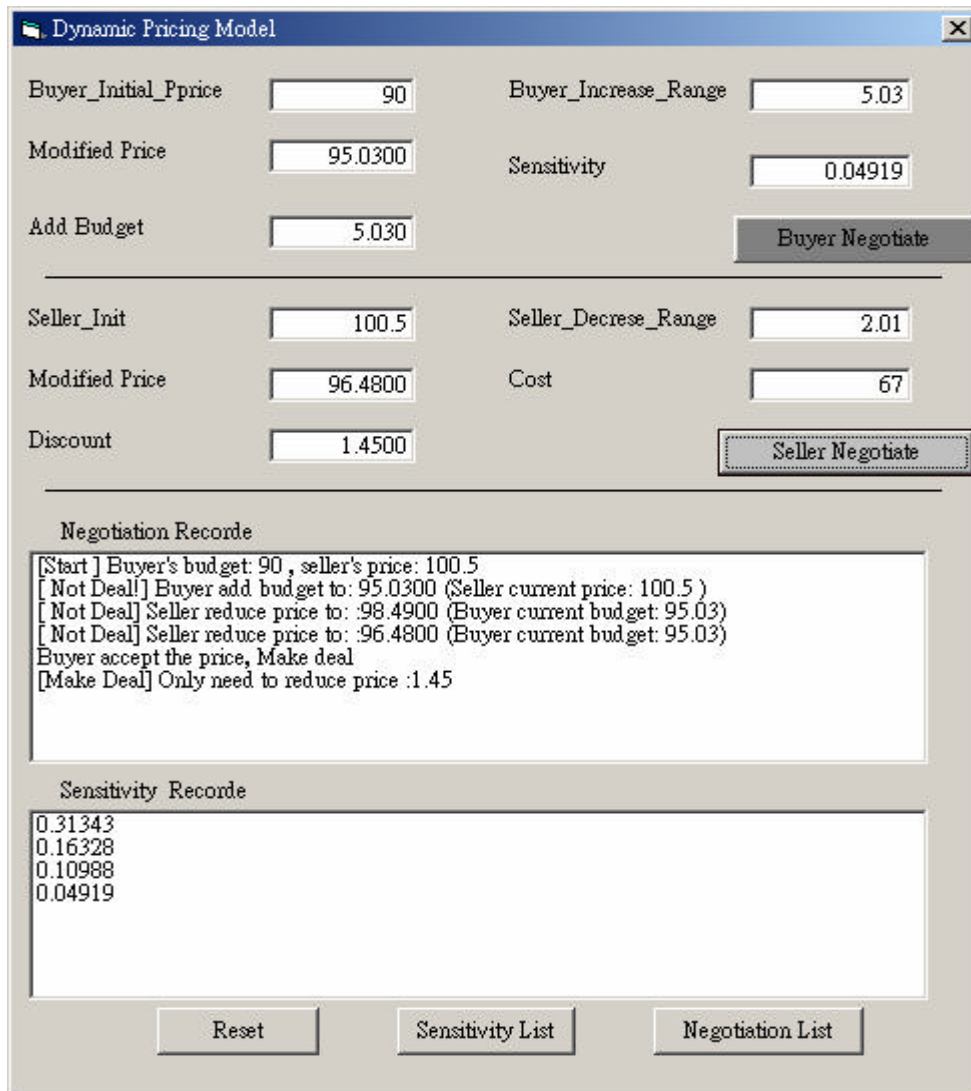 Dynamic Pricing Model
Buyer_Initial_Pprice 90 Buyer_Increase_Range 5.03
Modified Price 95.0300 Sensitivity 0.04919
Add Budget 5.030 Buyer Negotiate
Seller_Init 100.5 Seller_Decrese_Range 2.01
Modified Price 96.4800 Cost 67
Discount 1.4500 Seller Negotiate
Negotiation Recorde
[Start ] Buyer's budget: 90 , seller's price: 100.5
[ Not Deal!] Buyer add budget to: 95.0300 (Seller current price: 100.5 )
[ Not Deal] Seller reduce price to: :98.4900 (Buyer current budget: 95.03)
[ Not Deal] Seller reduce price to: :96.4800 (Buyer current budget: 95.03)
Buyer accept the price, Make deal
[Make Deal] Only need to reduce price :1.45
Sensitivity Recorde
0.31343
0.16328
0.10988
0.04919
Reset Sensitivity List Negotiation List